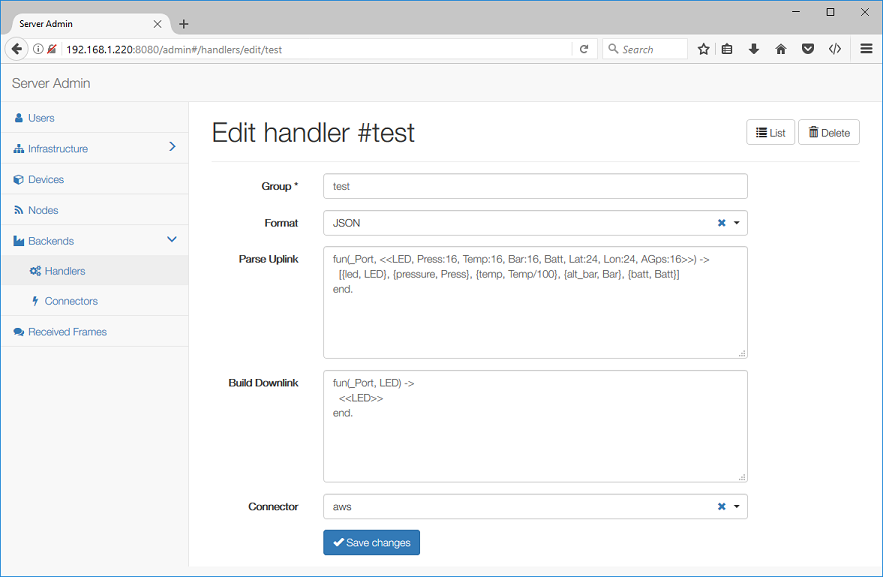 Server Admin
192.168.1.220:8080/admin#/handlers/edit/test
Search
Server Admin
Users
Infrastructure
Devices
Nodes
Backends
Handlers
Connectors
Received Frames
Edit handler #test
List
Delete
Group *
test
Format
JSON
Parse Uplink
fun(_Port, <<LED, Press:16, Temp:16, Bar:16, Batt, Lat:24, Lon:24, AGps:16>>) ->
[{led, LED}, {pressure, Press}, {temp, Temp/100}, {alt_bar, Bar}, {batt, Batt}]
end.
Build Downlink
fun(_Port, LED) ->
<<LED>>
end.
Connector
aws
Save changes